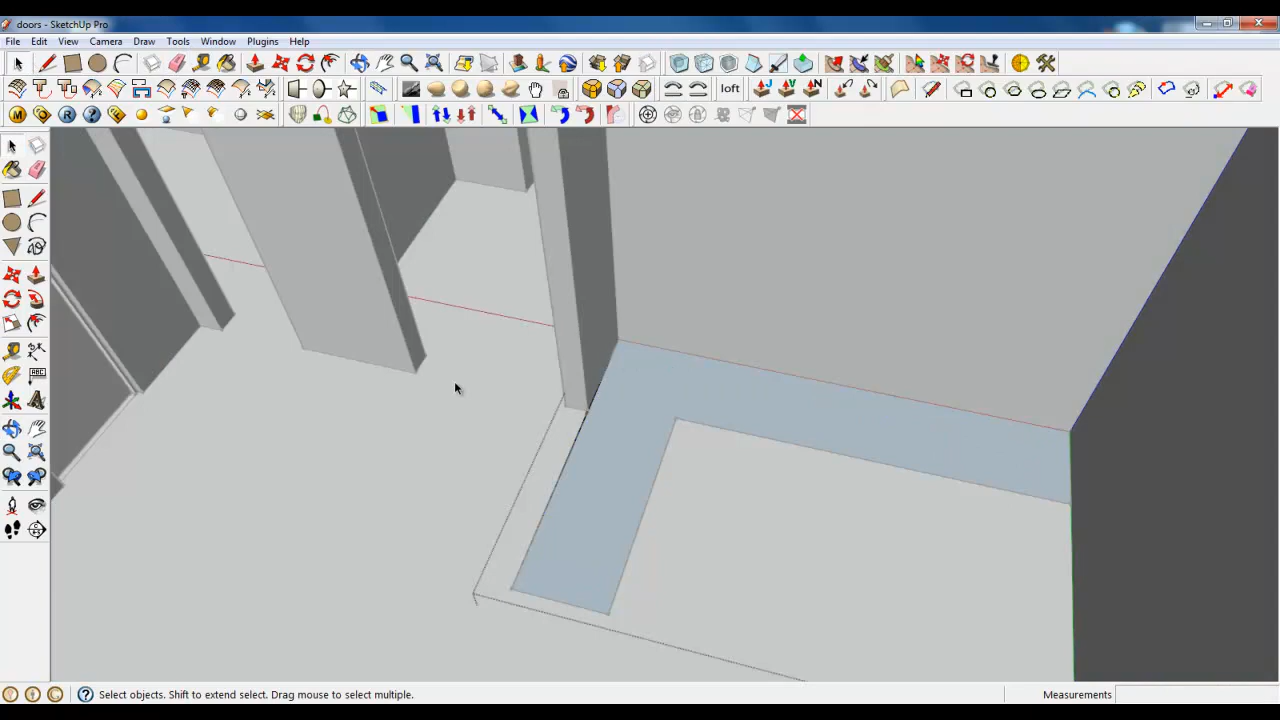 doors - SketchUp Pro
File Edit View Camera Draw Tools Window Plugins Help
loft
Select objects. Shift to extend select. Drag mouse to select multiple.
Measurements